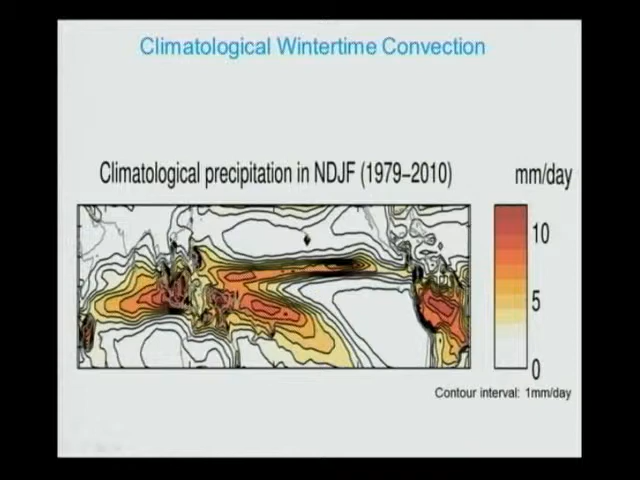 Climatological Wintertime Convection
Climatological precipitation in NDJF (1979−2010)
mm/day
10
5
0
Contour interval: 1mm/day